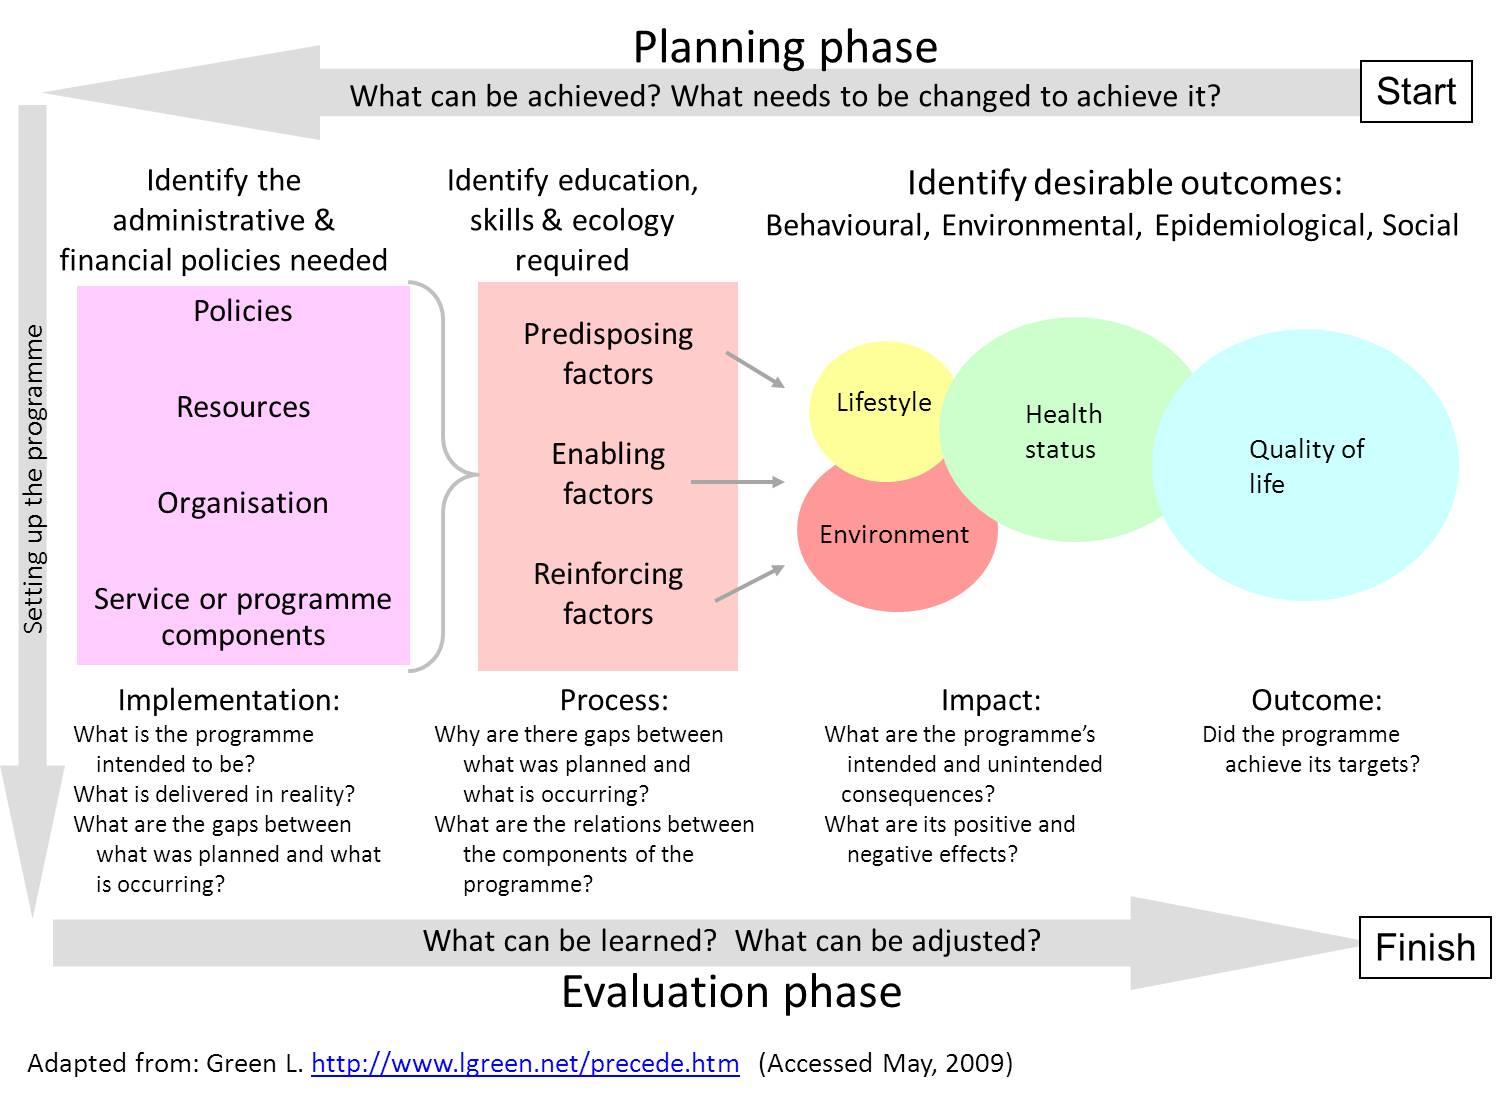 Planning phase
What can be achieved? What needs to be changed to achieve it?
Start
Identify the
administrative &
financial policies needed
Identify education,
skills & ecology
required
Identify desirable outcomes:
Behavioural, Environmental, Epidemiological, Social
Setting up the programme
Policies
Resources
Organisation
Service or programme
components
Predisposing
factors
Enabling
factors
Reinforcing
factors
Lifestyle
Environment
Health
status
Quality of
life
Implementation:
What is the programme
intended to be?
What is delivered in reality?
What are the gaps between
what was planned and what
is occurring?
Process:
Why are there gaps between
what was planned and
what is occurring?
What are the relations between
the components of the
programme?
Impact:
What are the programme’s
intended and unintended
consequences?
What are its positive and
negative effects?
Outcome:
Did the programme
achieve its targets?
What can be learned?  What can be adjusted?
Finish
Evaluation phase
Adapted from: Green L. http://www.lgreen.net/precede.htm  (Accessed May, 2009)